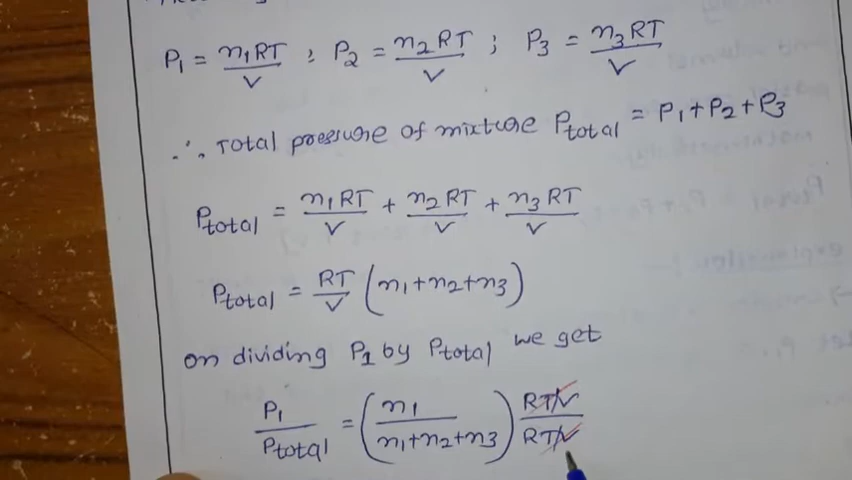 P₁ = n₁RT/V ; P₂ = n₂RT/V ; P₃ = n₃RT/V
∴ Total pressure of mixture Ptotal = P₁+P₂+P₃
Ptotal = n₁RT/V + n₂RT/V + n₃RT/V
Ptotal = RT/V (n₁+n₂+n₃)
on dividing P₁ by Ptotal we get
P₁/Ptotal = (n₁/(n₁+n₂+n₃)) RT/V/RT/V